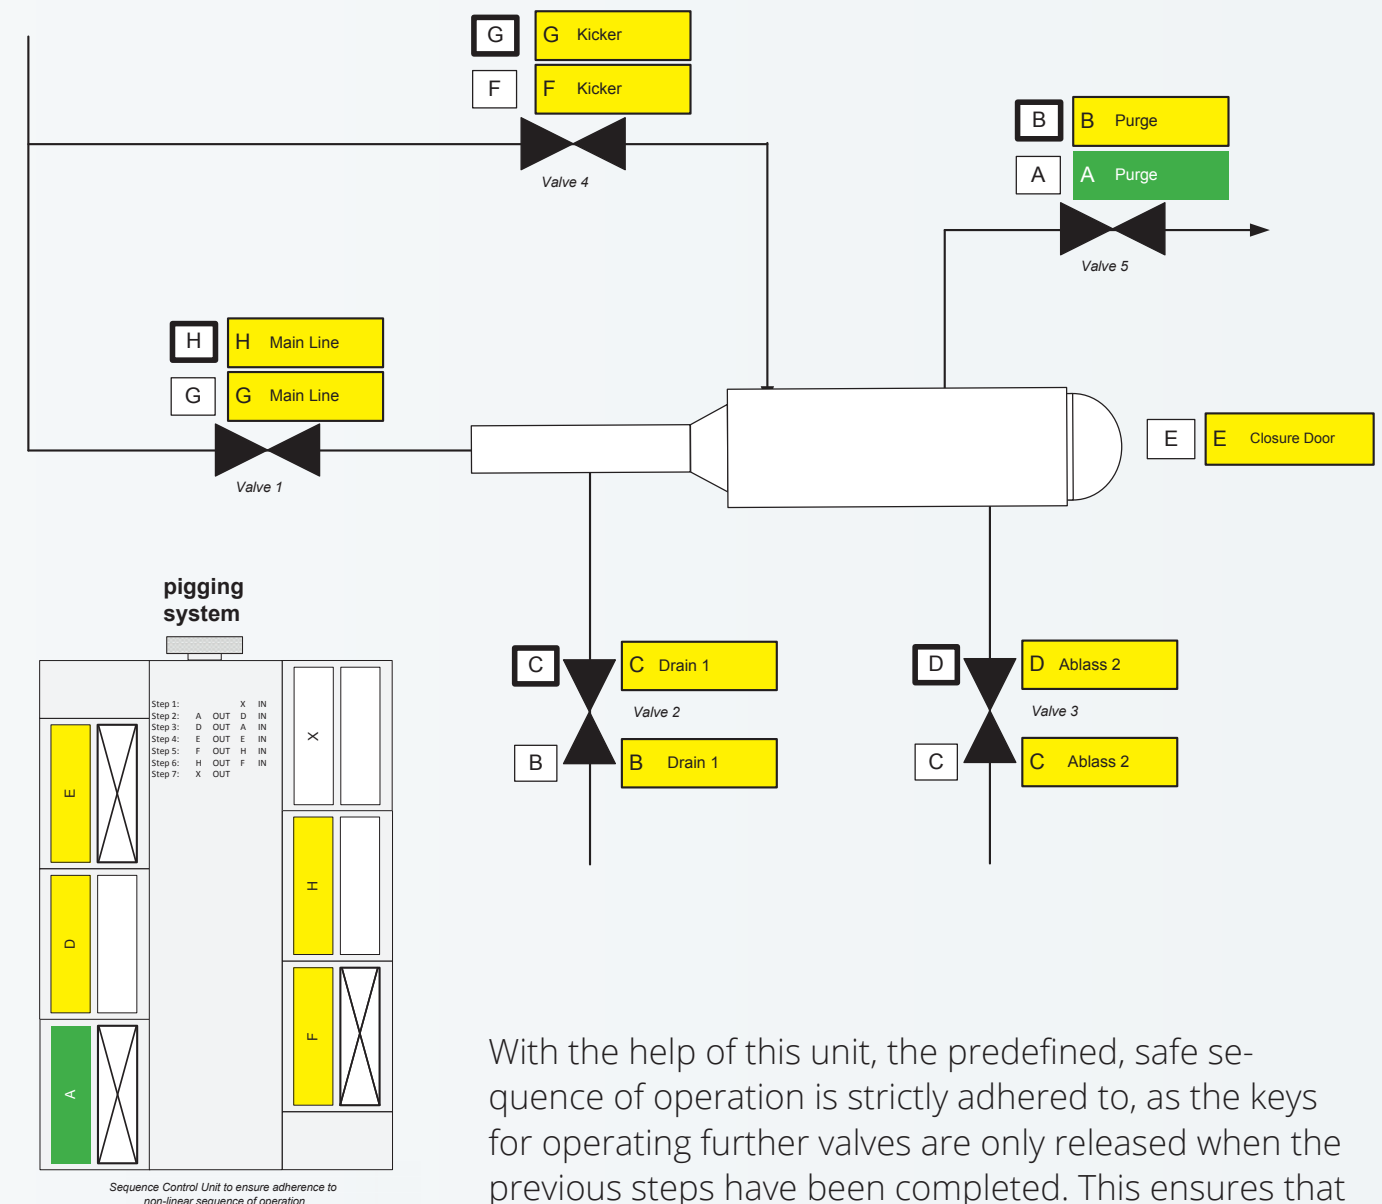 G
G Kicker
F
F Kicker
Valve 4
B
B Purge
A
A Purge
Valve 5
H
H Main Line
G
G Main Line
Valve 1
E
E Closure Door
pigging
system
C
C Drain 1
Valve 2
B
B Drain 1
D
D Ablass 2
Valve 3
C
C Ablass 2
Step 1: X IN
Step 2: A OUT D IN
Step 3: D OUT A IN
Step 4: E OUT E IN
Step 5: F OUT H IN
Step 6: H OUT F IN
Step 7: X OUT
E
D
A
X
H
F
Sequence Control Unit to ensure adherence to
non-linear sequence of operation
With the help of this unit, the predefined, safe se-
quence of operation is strictly adhered to, as the keys
for operating further valves are only released when the
previous steps have been completed. This ensures that